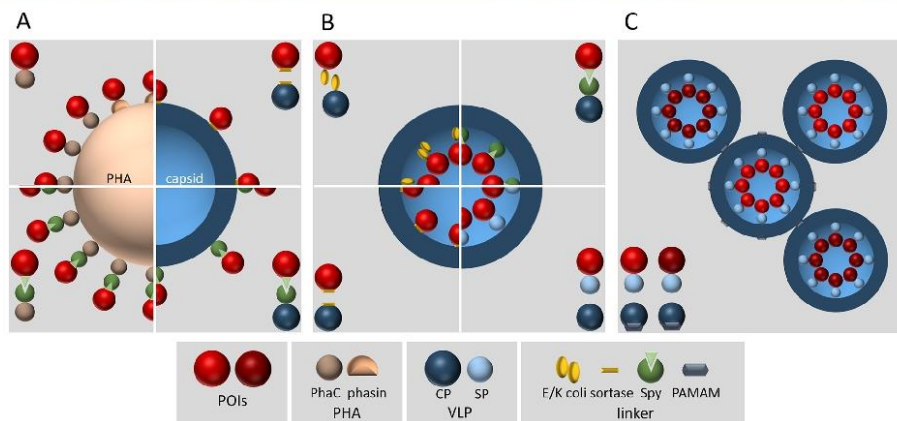 A
B
C
PHA
capsid
POIs
PhaC phasin
PHA
CP SP
VLP
E/K coli sortase Spy PAMAM
linker